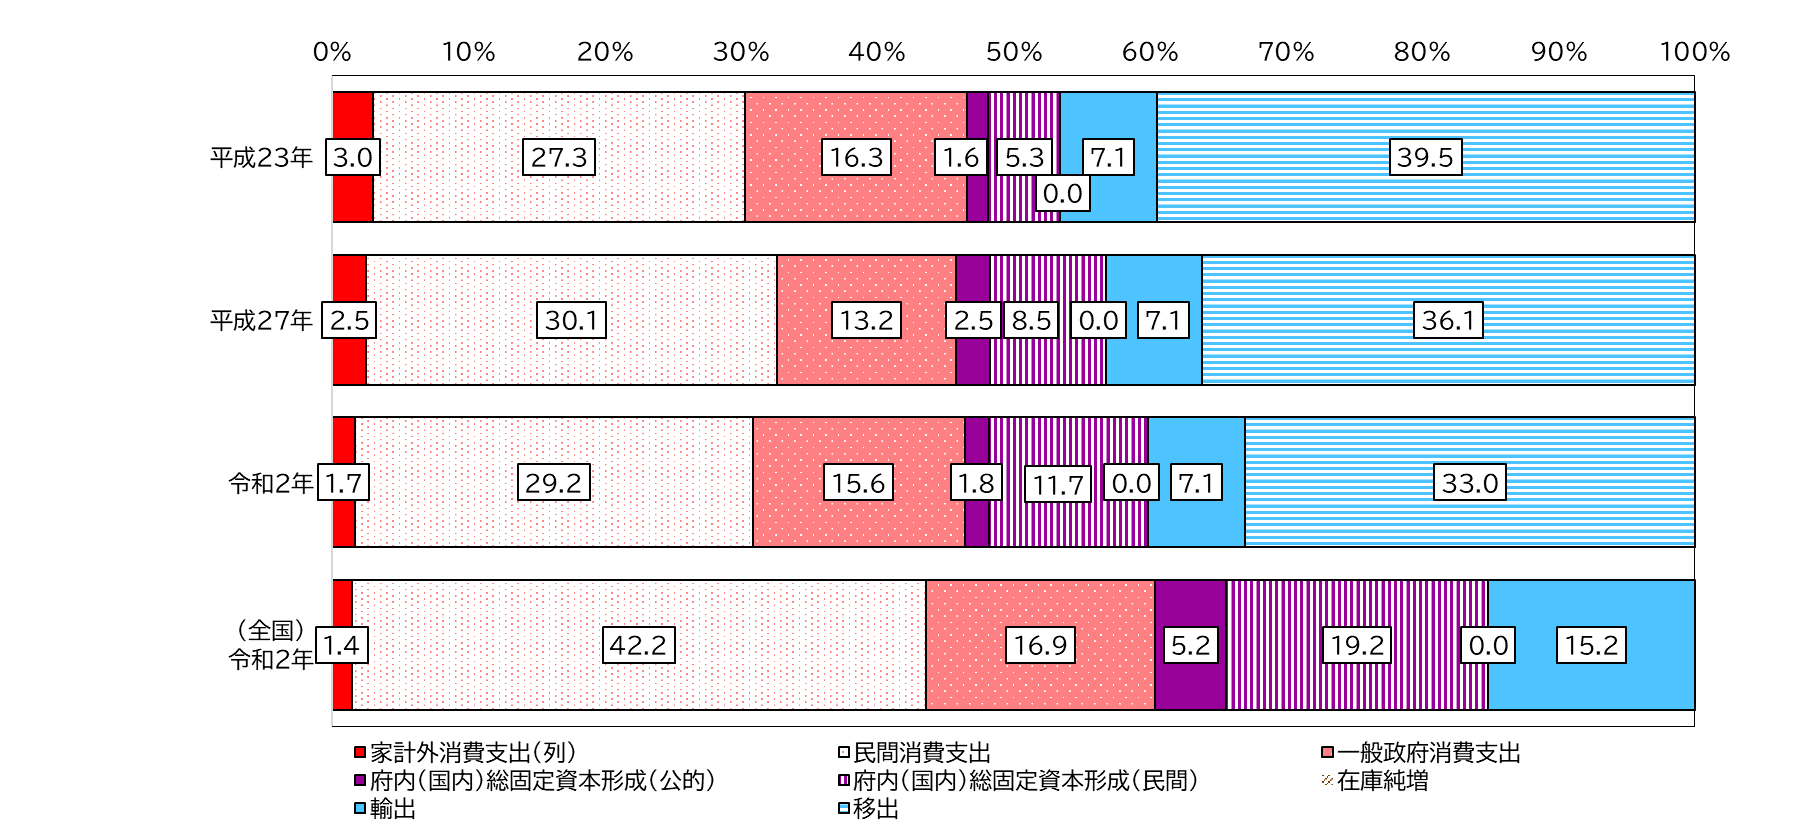 0% 10% 20% 30% 40% 50% 60% 70% 80% 90% 100%
平成23年 3.0 27.3 16.3 1.6 5.3 7.1 39.5
0.0
平成27年 2.5 30.1 13.2 2.5 8.5 0.0 7.1 36.1
令和2年 1.7 29.2 15.6 1.8 11.7 0.0 7.1 33.0
（全国）
令和2年 1.4 42.2 16.9 5.2 19.2 0.0 15.2
家計外消費支出（列） 民間消費支出 一般政府消費支出
府内（国内）総固定資本形成（公的） 府内（国内）総固定資本形成（民間） 在庫純増
輸出 移出